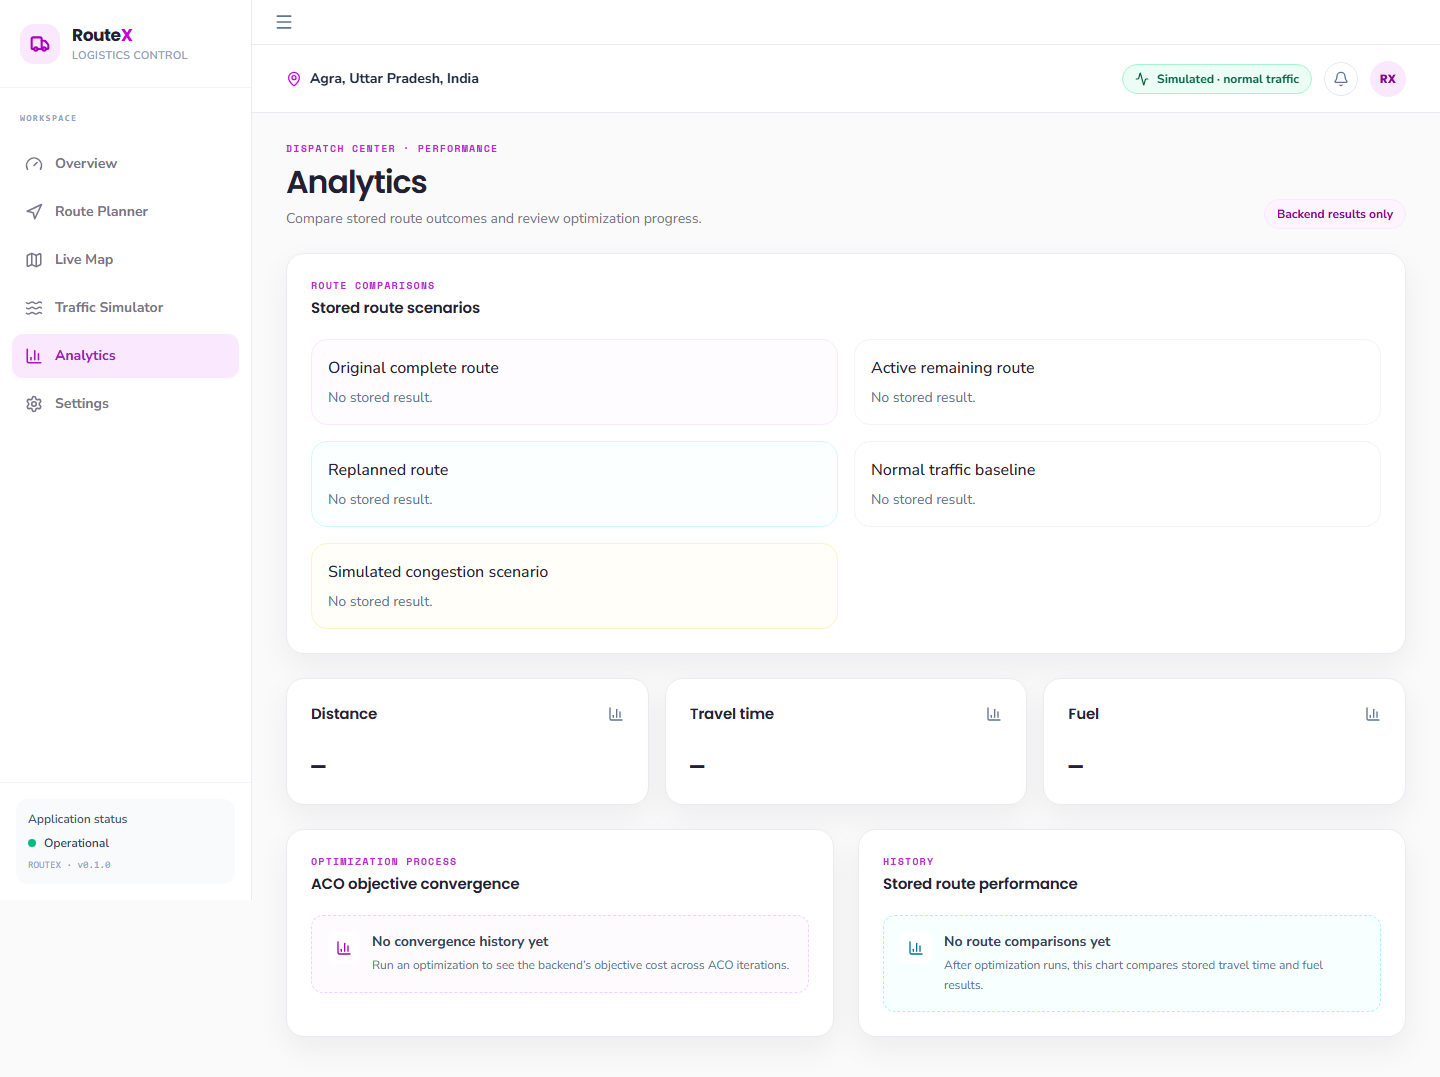 RouteX
LOGISTICS CONTROL
WORKSPACE
Overview
Route Planner
Live Map
Traffic Simulator
Analytics
Settings
Application status
Operational
ROUTEX · v0.1.0
Agra, Uttar Pradesh, India
Simulated · normal traffic
RX
DISPATCH CENTER · PERFORMANCE
Analytics
Compare stored route outcomes and review optimization progress.
Backend results only
ROUTE COMPARISONS
Stored route scenarios
Original complete route
No stored result.
Active remaining route
No stored result.
Replanned route
No stored result.
Normal traffic baseline
No stored result.
Simulated congestion scenario
No stored result.
Distance
—
Travel time
—
Fuel
—
OPTIMIZATION PROCESS
ACO objective convergence
No convergence history yet
Run an optimization to see the backend's objective cost across ACO iterations.
HISTORY
Stored route performance
No route comparisons yet
After optimization runs, this chart compares stored travel time and fuel
results.